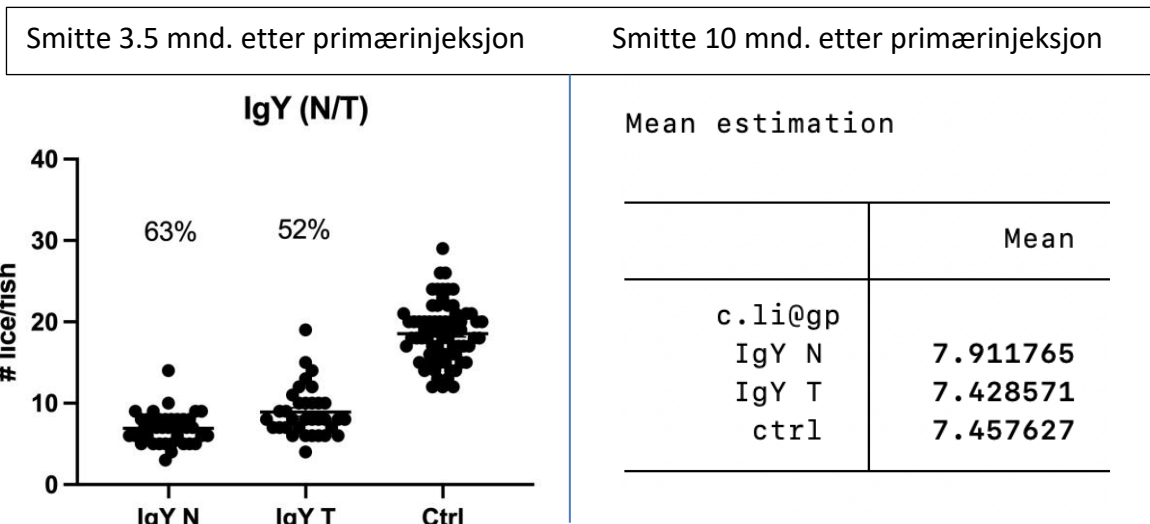 Smitte 3.5 mnd. etter primærinjeksjon
Smitte 10 mnd. etter primærinjeksjon
IgY (N/T)
40
30
20
10
0
# lice/fish
63%
52%
IgY N
IgY T
Ctrl
Mean estimation
Mean
c.li@gp
IgY N 7.911765
IgY T 7.428571
ctrl 7.457627